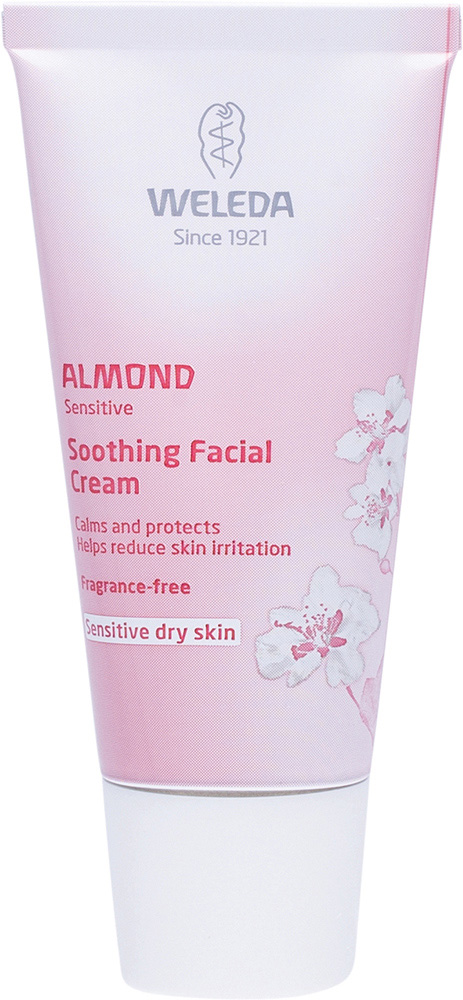 WELEDA
Since 1921
ALMOND
Sensitive
Soothing Facial
Cream
Calms and protects
Helps reduce skin irritation
Fragrance-free
Sensitive dry skin